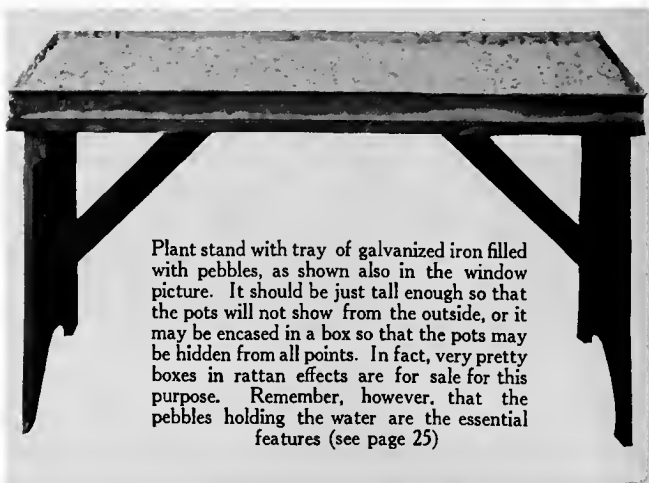 Plant stand with tray of galvanized iron filled
with pebbles, as shown also in the window
picture. It should be just tall enough so that
the pots will not show from the outside, or it
may be encased in a box so that the pots may
be hidden from all points. In fact, very pretty
boxes in rattan effects are for sale for this
purpose. Remember, however, that the
pebbles holding the water are the essential
features (see page 25)